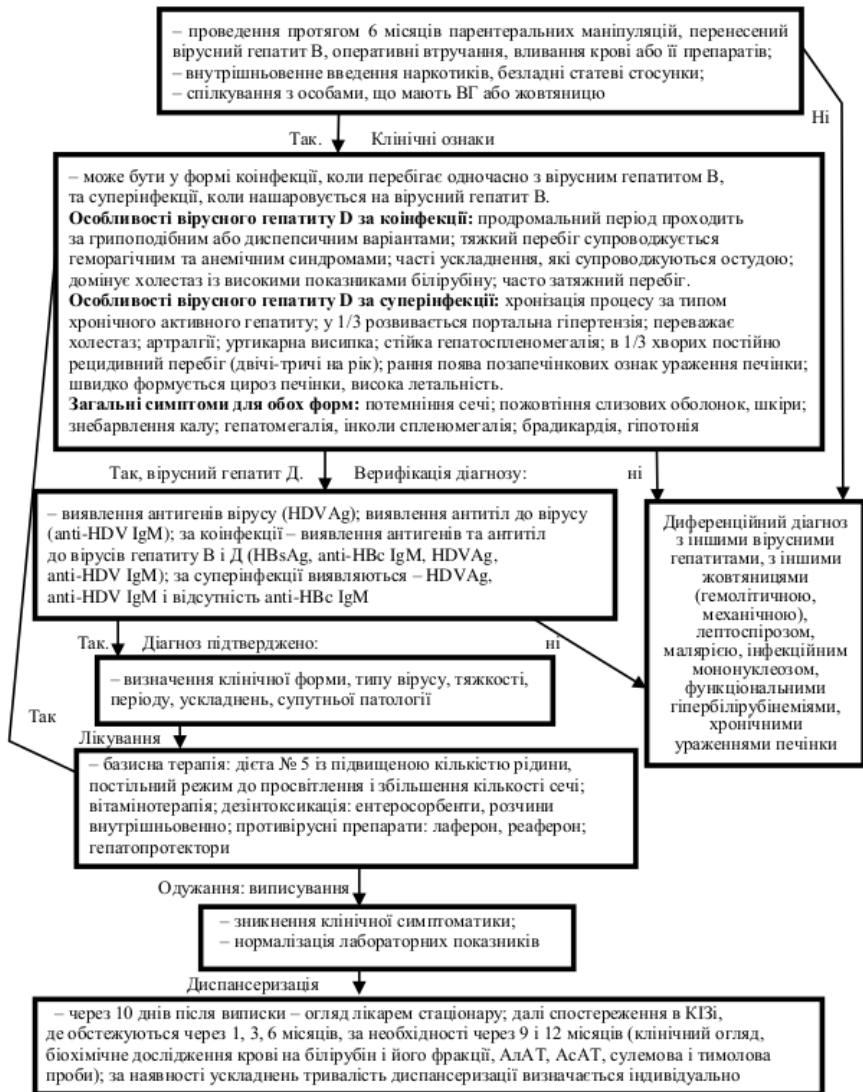 – проведення протягом 6 місяців парентеральних маніпуляцій, перенесений
вірусний гепатит В, оперативні втручання, вливання крові або її препаратів;
– внутрішньовенне введення наркотиків, безладні статеві стосунки;
– спілкування з особами, що мають ВГ або жовтяницю
Ні
Так. Клінічні ознаки
– може бути у формі коінфекції, коли перебігає одночасно з вірусним гепатитом В,
та суперінфекції, коли нашаровується на вірусний гепатит В.
Особливості вірусного гепатиту D за коінфекції: продромальний період проходить
за грипоподібним або диспепсичним варіантами; тяжкий перебіг супроводжується
геморагічним та анемічним синдромами; часті ускладнення, які супроводжуються остудою;
домінує холестаз із високими показниками білірубіну; часто затяжний перебіг.
Особливості вірусного гепатиту D за суперінфекції: хронізація процесу за типом
хронічного активного гепатиту; у 1/3 розвивається портальна гіпертензія; переважає
холестаз; артралгії; уртикарна висипка; стійка гепатоспленомегалія; в 1/3 хворих постійно
рецидивний перебіг (двічі-тричі на рік); рання поява позапечінкових ознак ураження печінки;
швидко формується цироз печінки, висока летальність.
Загальні симптоми для обох форм: потемніння сечі; пожовтіння слизових оболонок, шкіри;
знебарвлення калу; гепатомегалія, інколи спленомегалія; брадикардія, гіпотонія
Так, вірусний гепатит Д. Верифікація діагнозу: ні
– виявлення антигенів вірусу (HDVAg); виявлення антитіл до вірусу
(anti-HDV IgM); за коінфекції – виявлення антигенів та антитіл
до вірусів гепатиту В і Д (HBsAg, anti-HBc IgM, HDVAg,
anti-HDV IgM); за суперінфекції виявляються – HDVAg,
anti-HDV IgM і відсутність anti-HBc IgM
Диференційний діагноз
з іншими вірусними
гепатитами, з іншими
жовтяницями
(гемолітичною,
механічною),
лептоспірозом,
малярією, інфекційним
мононуклеозом,
функціональними
гіпербілірубінеміями,
хронічними
ураженнями печінки
Так. Діагноз підтверджено: ні
– визначення клінічної форми, типу вірусу, тяжкості,
періоду, ускладнень, супутньої патології
Так
Лікування
– базисна терапія: дієта № 5 із підвищеною кількістю рідини,
постільний режим до просвітлення і збільшення кількості сечі;
вітамінотерапія; дезінтоксикація: ентеросорбенти, розчини
внутрішньовенно; противірусні препарати: лаферон, реаферон;
гепатопротектори
Одужання: виписування
– зникнення клінічної симптоматики;
– нормалізація лабораторних показників
Диспансеризація
– через 10 днів після виписки – огляд лікарем стаціонару; далі спостереження в КІЗі,
де обстежуються через 1, 3, 6 місяців, за необхідності через 9 і 12 місяців (клінічний огляд,
біохімічне дослідження крові на білірубін і його фракції, АлАТ, АсАТ, сулемова і тимолова
проби); за наявності ускладнень тривалість диспансеризації визначається індивідуально